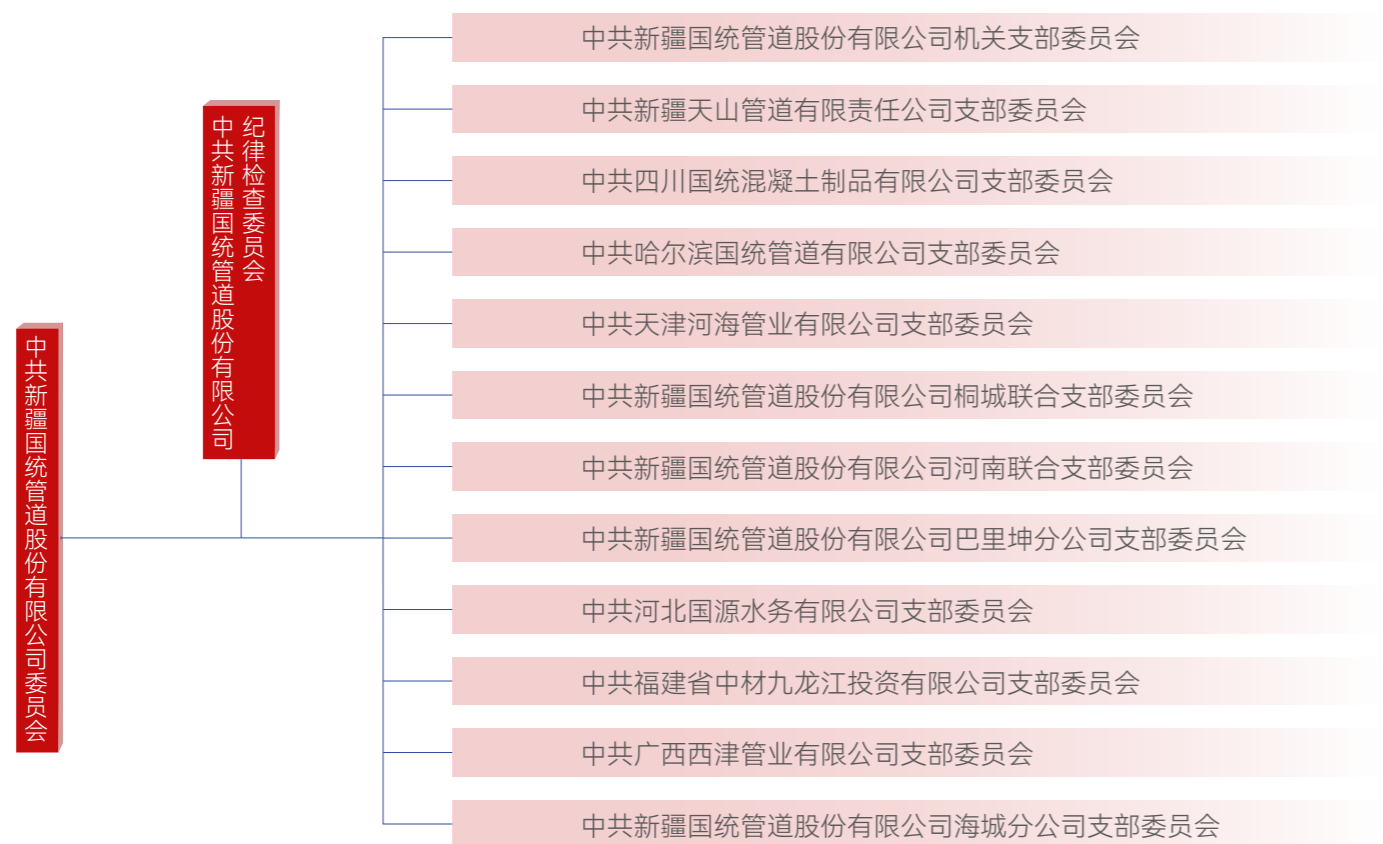 中共新疆国统管道股份有限公司委员会
中共新疆国统管道股份有限公司
纪律检查委员会
中共新疆国统管道股份有限公司机关支部委员会
中共新疆天山管道有限责任公司支部委员会
中共四川国统混凝土制品有限公司支部委员会
中共哈尔滨国统管道有限公司支部委员会
中共天津河海管业有限公司支部委员会
中共新疆国统管道股份有限公司桐城联合支部委员会
中共新疆国统管道股份有限公司河南联合支部委员会
中共新疆国统管道股份有限公司巴里坤分公司支部委员会
中共河北国源水务有限公司支部委员会
中共福建省中材九龙江投资有限公司支部委员会
中共广西西津管业有限公司支部委员会
中共新疆国统管道股份有限公司海城分公司支部委员会